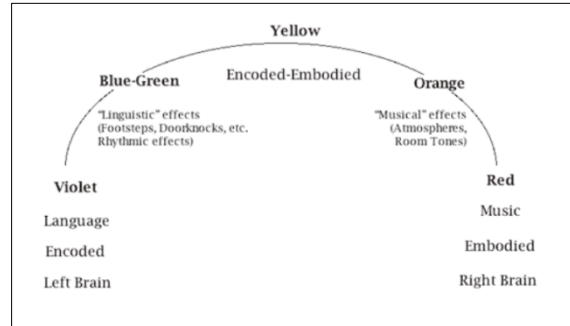 Yellow
Blue-Green
Encoded-Embodied
Orange
"Linguistic" effects
(Footsteps, Doorknocks, etc.
Rhythmic effects)
"Musical" effects
(Atmospheres,
Room Tones)
Violet
Language
Encoded
Left Brain
Red
Music
Embodied
Right Brain